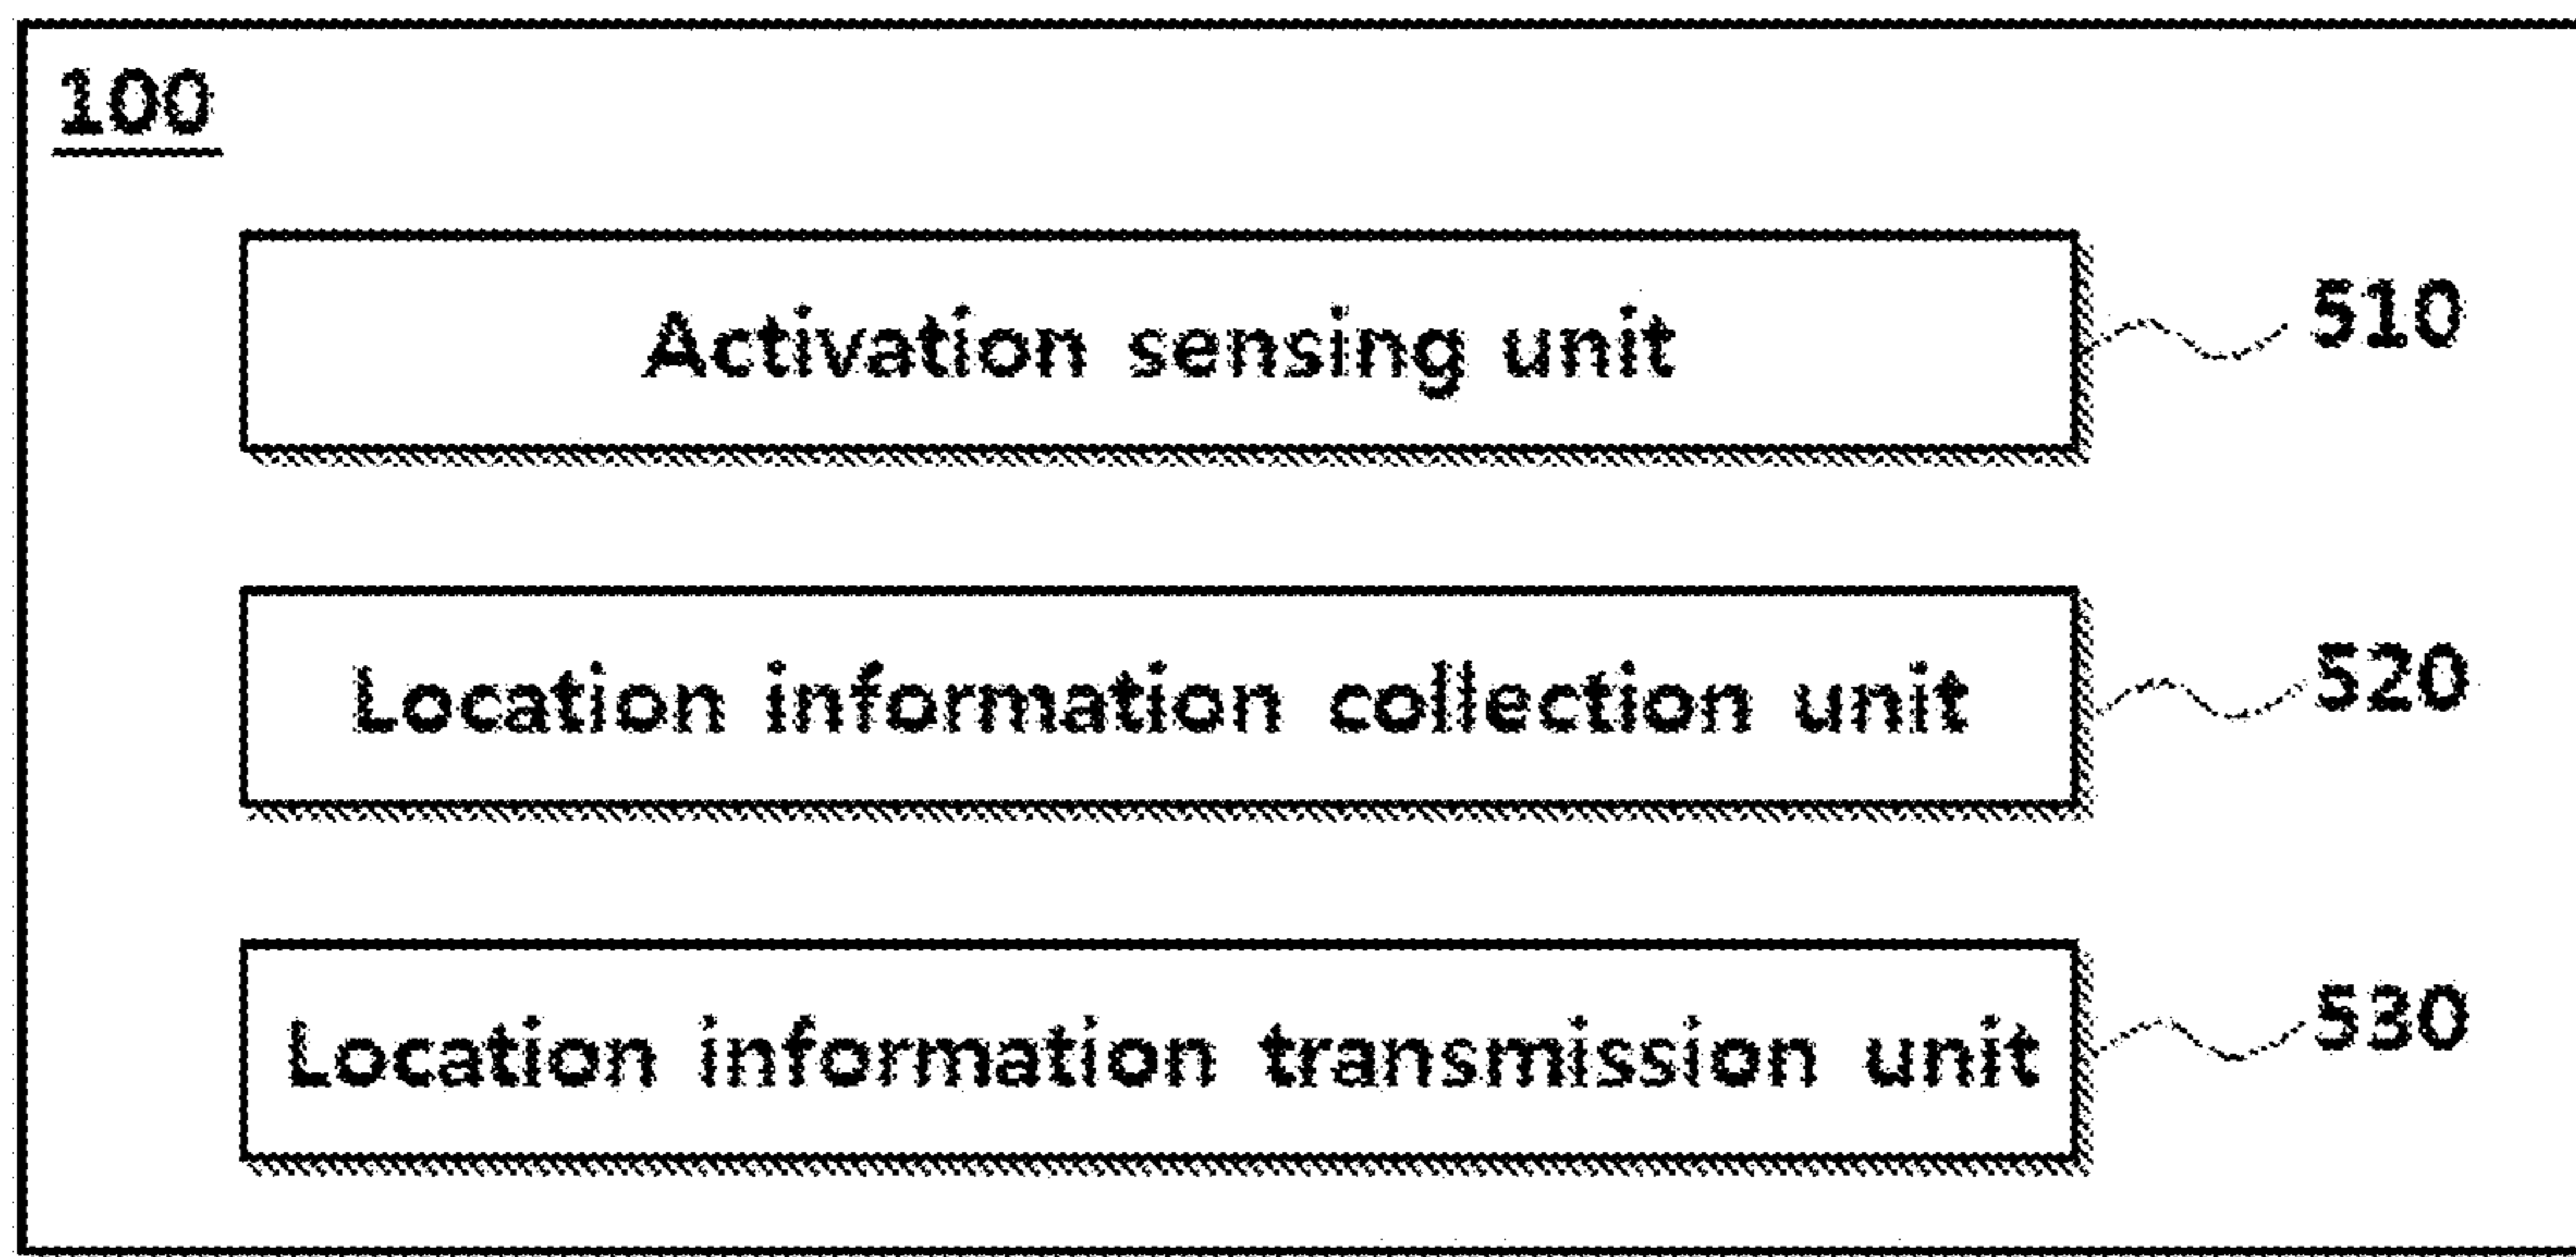 100
Activation sensing unit
510
Location information collection unit
520
Location information transmission unit
530